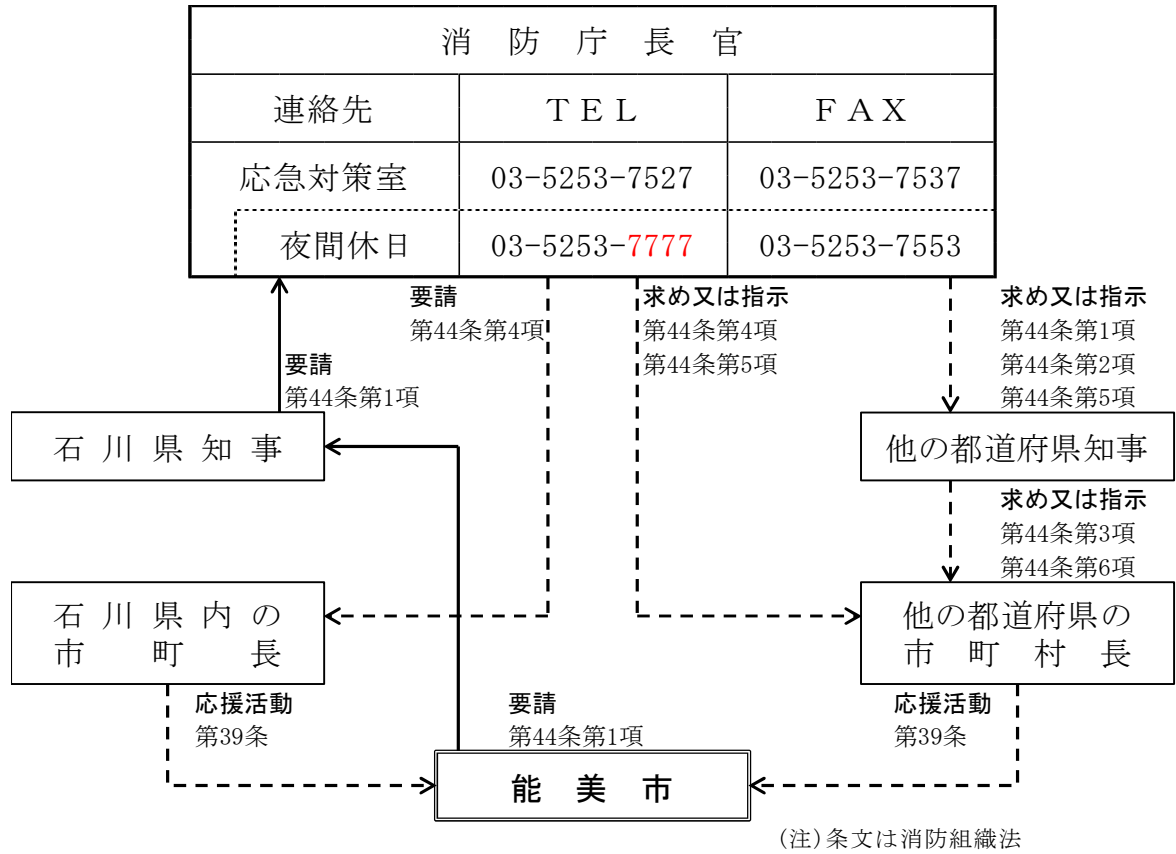 消防庁長官
連絡先 TEL FAX
応急対策室 03-5253-7527 03-5253-7537
夜間休日 03-5253-7777 03-5253-7553
要請
第44条第4項
求め又は指示
第44条第4項
第44条第5項
求め又は指示
第44条第1項
第44条第2項
第44条第5項
要請
第44条第1項
石川県知事
他の都道府県知事
求め又は指示
第44条第3項
第44条第6項
石川県内の
市町長
他の都道府県の
市町村長
応援活動
第39条
要請
第44条第1項
応援活動
第39条
能美市
(注)条文は消防組織法